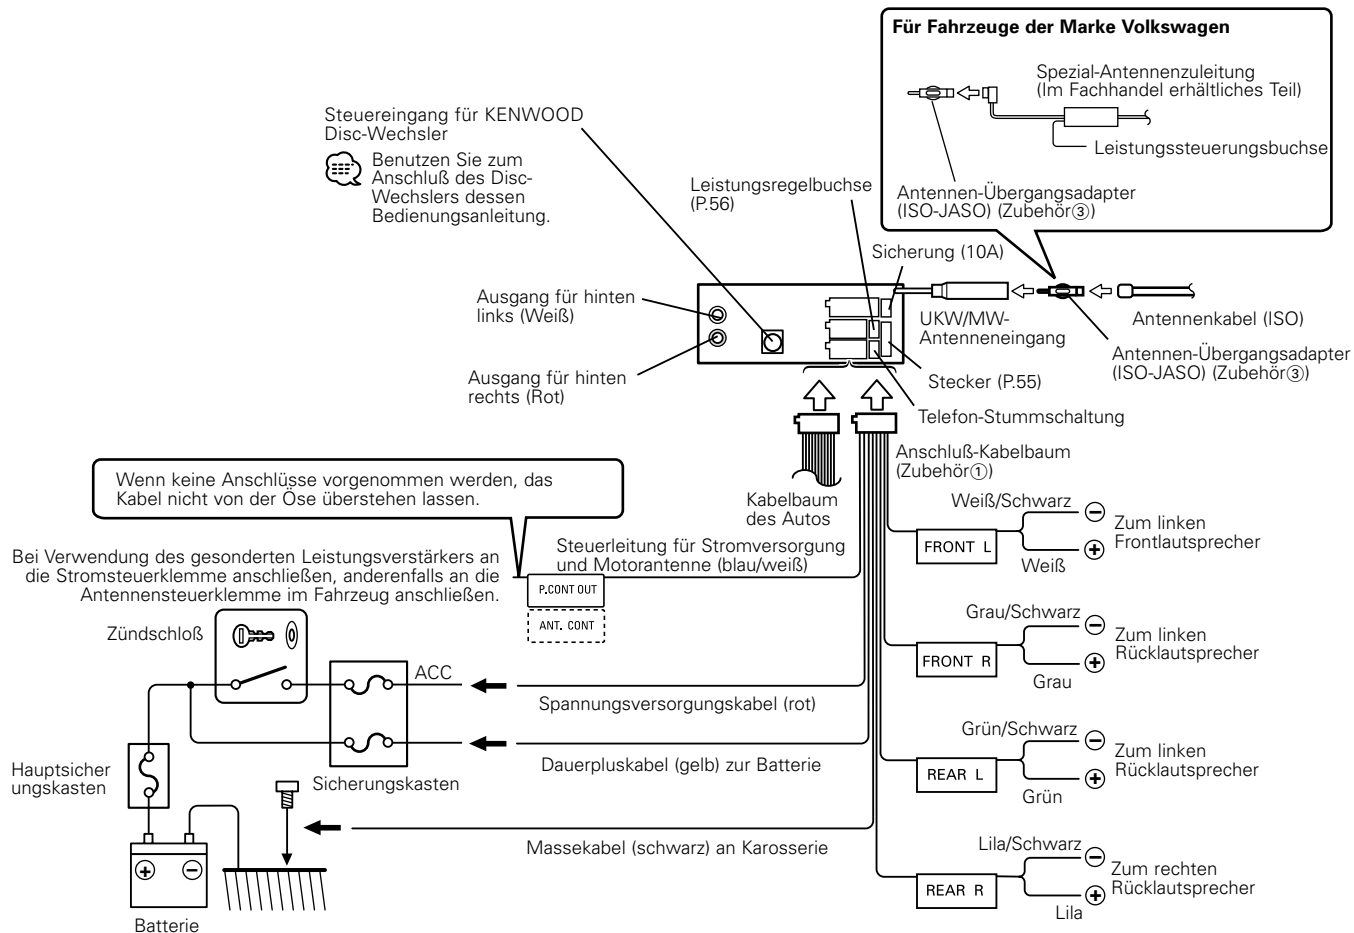 Für Fahrzeuge der Marke Volkswagen
Spezial-Antennenzuleitung
(Im Fachhandel erhältliches Teil)
Leistungssteuerungsbuchse
Antennen-Übergangsadapter
(ISO-JASO) (Zubehör③)
Steuereingang für KENWOOD
Disc-Wechsler
Benutzen Sie zum
Anschluß des Disc-
Wechslers dessen
Bedienungsanleitung.
Leistungsregelbuchse
(P.56)
Sicherung (10A)
Ausgang für hinten
links (Weiß)
UKW/MW-
Antenneneingang
Antennenkabel (ISO)
Antennen-Übergangsadapter
(ISO-JASO) (Zubehör③)
Ausgang für hinten
rechts (Rot)
Stecker (P.55)
Telefon-Stummschaltung
Anschluß-Kabelbaum
(Zubehör①)
Kabelbaum
des Autos
Wenn keine Anschlüsse vorgenommen werden, das
Kabel nicht von der Öse überstehen lassen.
Bei Verwendung des gesonderten Leistungsverstärkers an
die Stromsteuerklemme anschließen, anderenfalls an die
Antennensteuerklemme im Fahrzeug anschließen.
Steuerleitung für Stromversorgung
und Motorantenne (blau/weiß)
P.CONT OUT
ANT. CONT
Weiß/Schwarz
FRONT L
Weiß
Zum linken
Frontlautsprecher
Grau/Schwarz
FRONT R
Grau
Zum linken
Rücklautsprecher
Grün/Schwarz
REAR L
Grün
Zum linken
Rücklautsprecher
Lila/Schwarz
REAR R
Lila
Zum rechten
Rücklautsprecher
Zündschloß
ACC
Spannungsversorgungskabel (rot)
Dauerpluskabel (gelb) zur Batterie
Hauptsicher
ungskasten
Sicherungskasten
Massekabel (schwarz) an Karosserie
Batterie